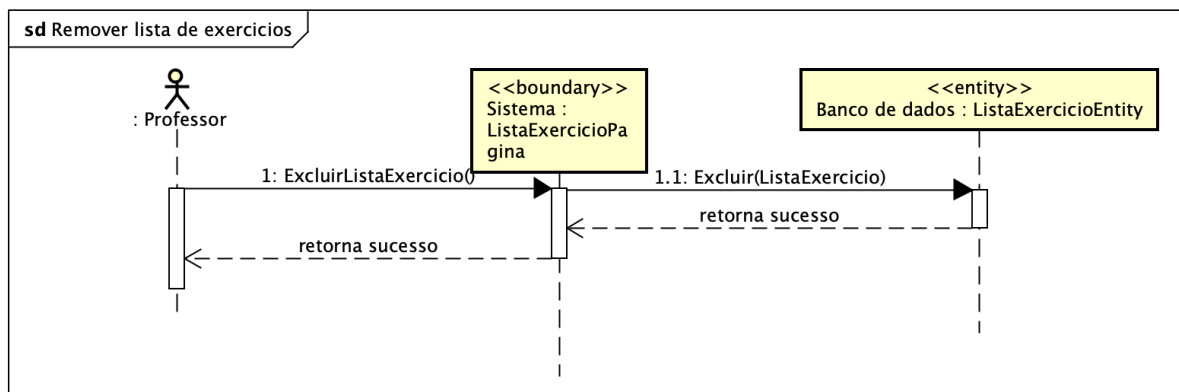 sd Remover lista de exercicios
: Professor
<<boundary>>
Sistema :
ListaExercicioPa
gina
<<entity>>
Banco de dados : ListaExercicioEntity
1: ExcluirListaExercicio()
1.1: Excluir(ListaExercicio)
retorna sucesso
retorna sucesso